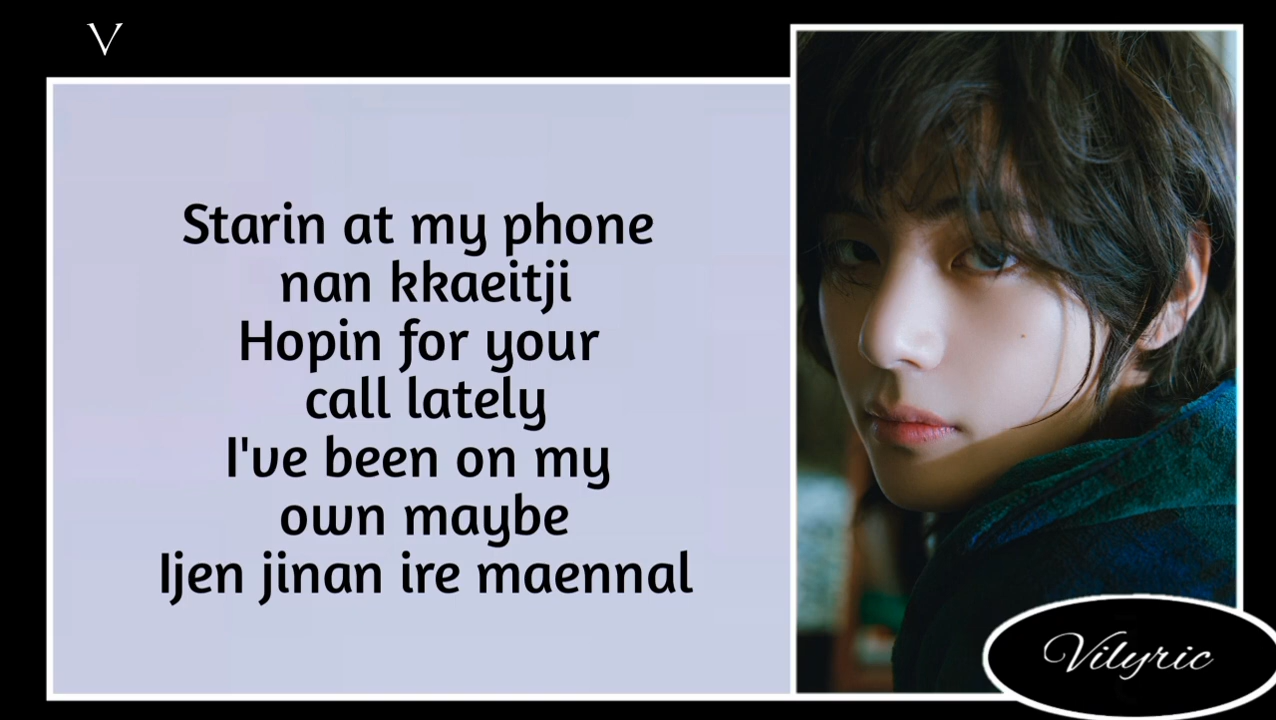 V
Starin at my phone
nan kkaeitji
Hopin for your
call lately
I've been on my
own maybe
Ijen jinan ire maennal
Vilyric